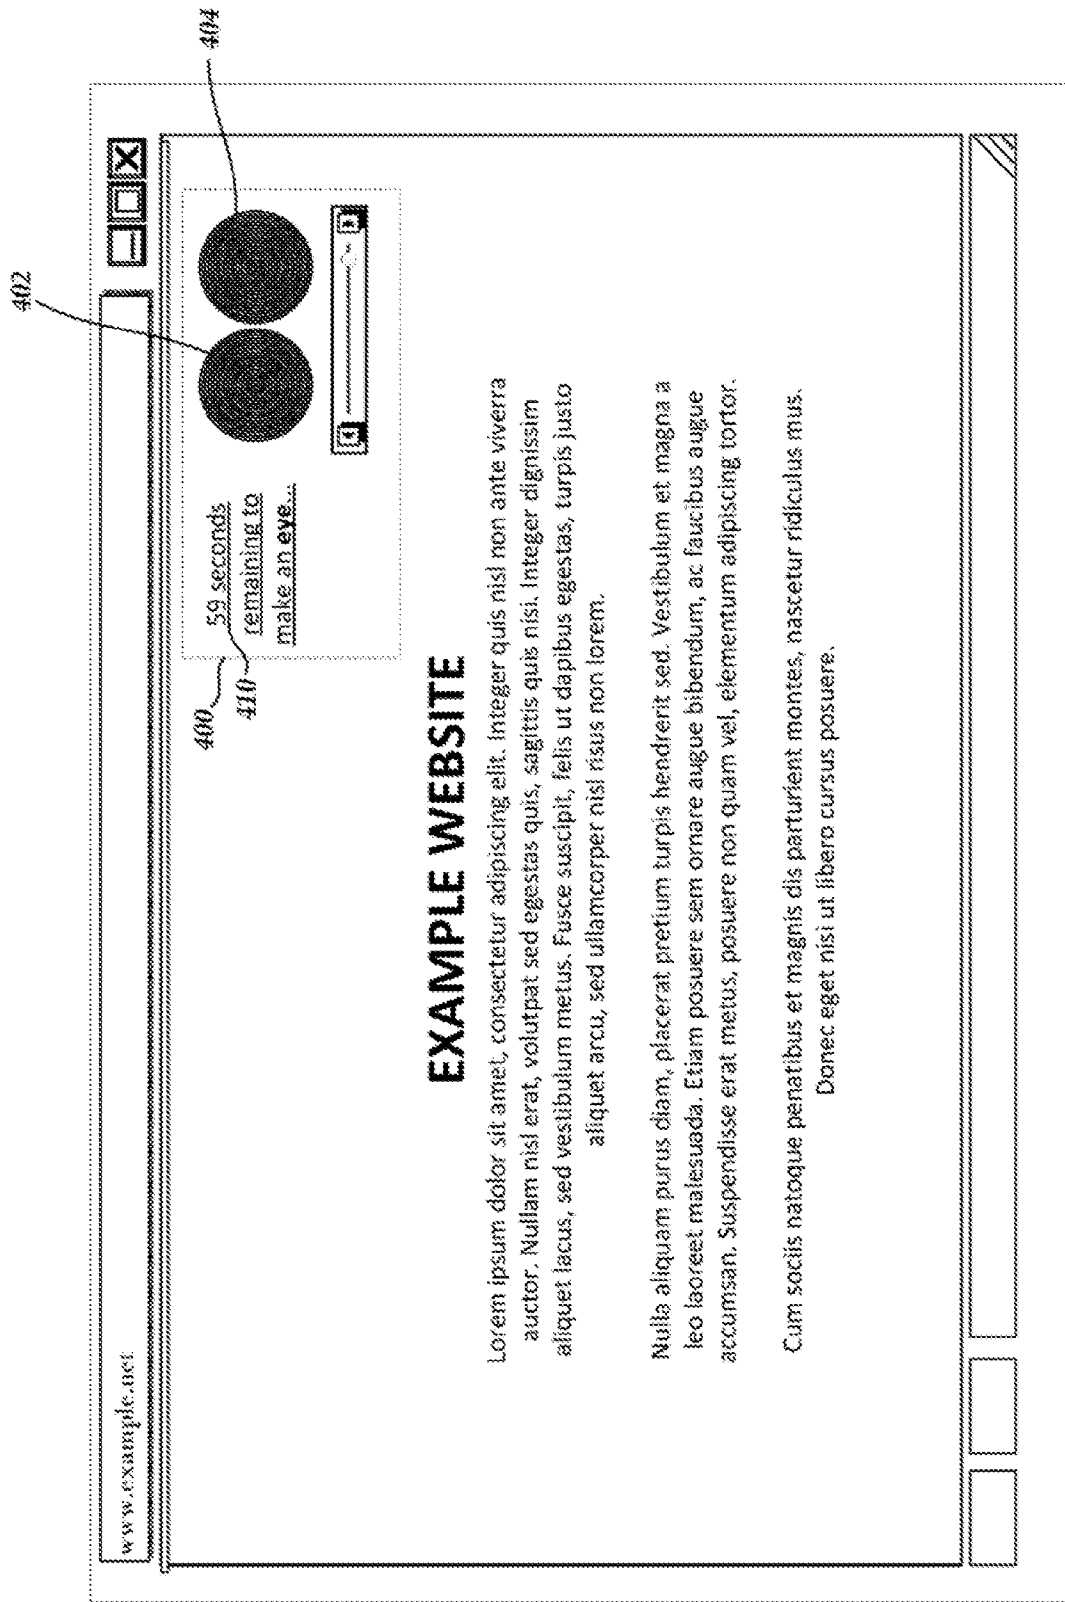 402
404
www.example.net
400
410
59 seconds
remaining to
make an eye...
EXAMPLE WEBSITE
Lorem ipsum dolor sit amet, consectetur adipiscing elit. Integer quis nisl non ante viverra
auctor. Nullam nisl erat, volutpat sed egestas quis, sagittis quis nisi. Integer dignissim
aliquet lacus, sed vestibulum metus. Fusce suscipit, felis ut dapibus egestas, turpis justo
aliquet arcu, sed ullamcorper nisl risus non lorem.
Nulla aliquam purus diam, placerat pretium turpis hendrerit sed. Vestibulum et magna a
leo laoreet malesuada. Etiam posuere sem ornare augue bibendum, ac faucibus augue
accumsan. Suspendisse erat metus, posuere non quam vel, elementum adipiscing tortor.
Cum sociis natoque penatibus et magnis dis parturient montes, nascetur ridiculus mus.
Donec eget nisi ut libero cursus posuere.